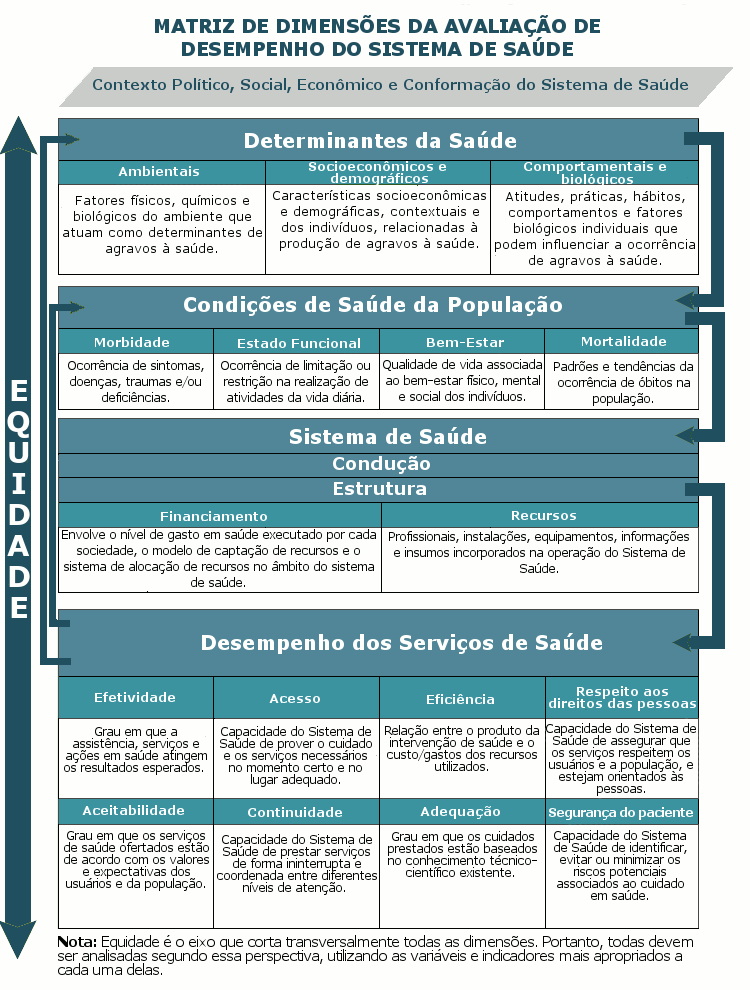 MATRIZ DE DIMENSÕES DA AVALIAÇÃO DE
DESEMPENHO DO SISTEMA DE SAÚDE
Contexto Político, Social, Econômico e Conformação do Sistema de Saúde
EQUIDADE
Determinantes da Saúde
Ambientais
Fatores físicos, químicos e
biológicos do ambiente que
atuam como determinantes de
agravos à saúde.
Socioeconômicos e
demográficos
Características socioeconômicas
e demográficas, contextuais e
dos indivíduos, relacionadas à
produção de agravos à saúde.
Comportamentais e
biológicos
Atitudes, práticas, hábitos,
comportamentos e fatores
biológicos individuais que
podem influenciar a ocorrência
de agravos à saúde.
Condições de Saúde da População
Morbidade
Ocorrência de sintomas,
doenças, traumas e/ou
deficiências.
Estado Funcional
Ocorrência de limitação ou
restrição na realização de
atividades da vida diária.
Bem-Estar
Qualidade de vida associada
ao bem-estar físico, mental
e social dos indivíduos.
Mortalidade
Padrões e tendências da
ocorrência de óbitos na
população.
Sistema de Saúde
Condução
Estrutura
Financiamento
Envolve o nível de gasto em saúde executado por cada
sociedade, o modelo de captação de recursos e o
sistema de alocação de recursos no âmbito do sistema
de saúde.
Recursos
Profissionais, instalações, equipamentos, informações
e insumos incorporados na operação do Sistema de
Saúde.
Desempenho dos Serviços de Saúde
Efetividade
Grau em que a
assistência, serviços e
ações em saúde atingem
os resultados esperados.
Acesso
Capacidade do Sistema de
Saúde de prover o cuidado
e os serviços necessários
no momento certo e no
lugar adequado.
Eficiência
Relação entre o produto da
intervenção de saúde e o
custo/gastos dos recursos
utilizados.
Respeito aos
direitos das pessoas
Capacidade do Sistema de
Saúde de assegurar que
os serviços respeitem os
usuários e a população, e
estejam orientados às
pessoas.
Aceitabilidade
Grau em que os serviços
de saúde ofertados estão
de acordo com os valores
e expectativas dos
usuários e da população.
Continuidade
Capacidade do Sistema de
Saúde de prestar serviços
de forma ininterrupta e
coordenada entre diferentes
níveis de atenção.
Adequação
Grau em que os cuidados
prestados estão baseados
no conhecimento técnico-
científico existente.
Segurança do paciente
Capacidade do Sistema
de Saúde de identificar,
evitar ou minimizar os
riscos potenciais
associados ao cuidado
em saúde.
Nota: Equidade é o eixo que corta transversalmente todas as dimensões. Portanto, todas devem
ser analisadas segundo essa perspectiva, utilizando as variáveis e indicadores mais apropriados a
cada uma delas.